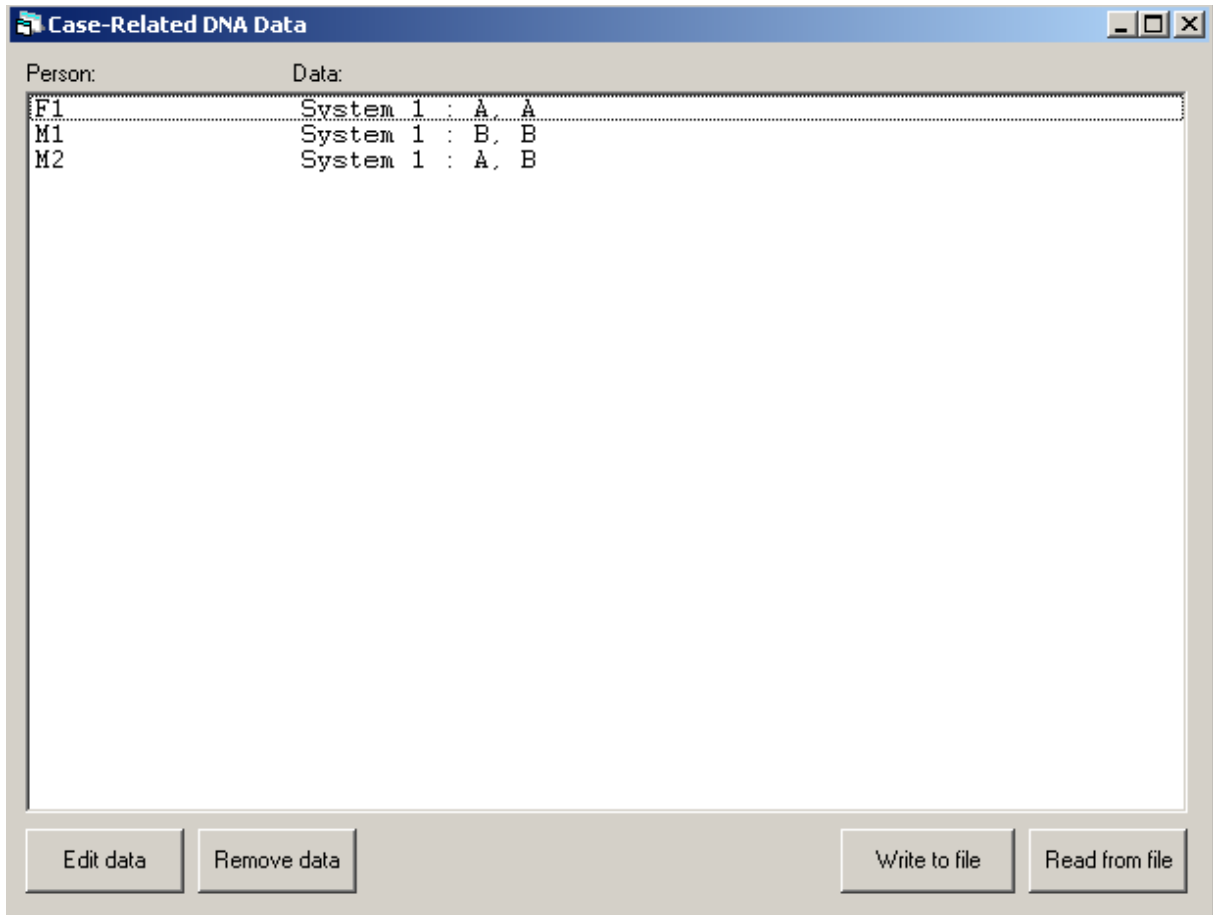 Case-Related DNA Data
Person: Data:
F1 System 1 : A, A
M1 System 1 : B, B
M2 System 1 : A, B
Edit data Remove data Write to file Read from file